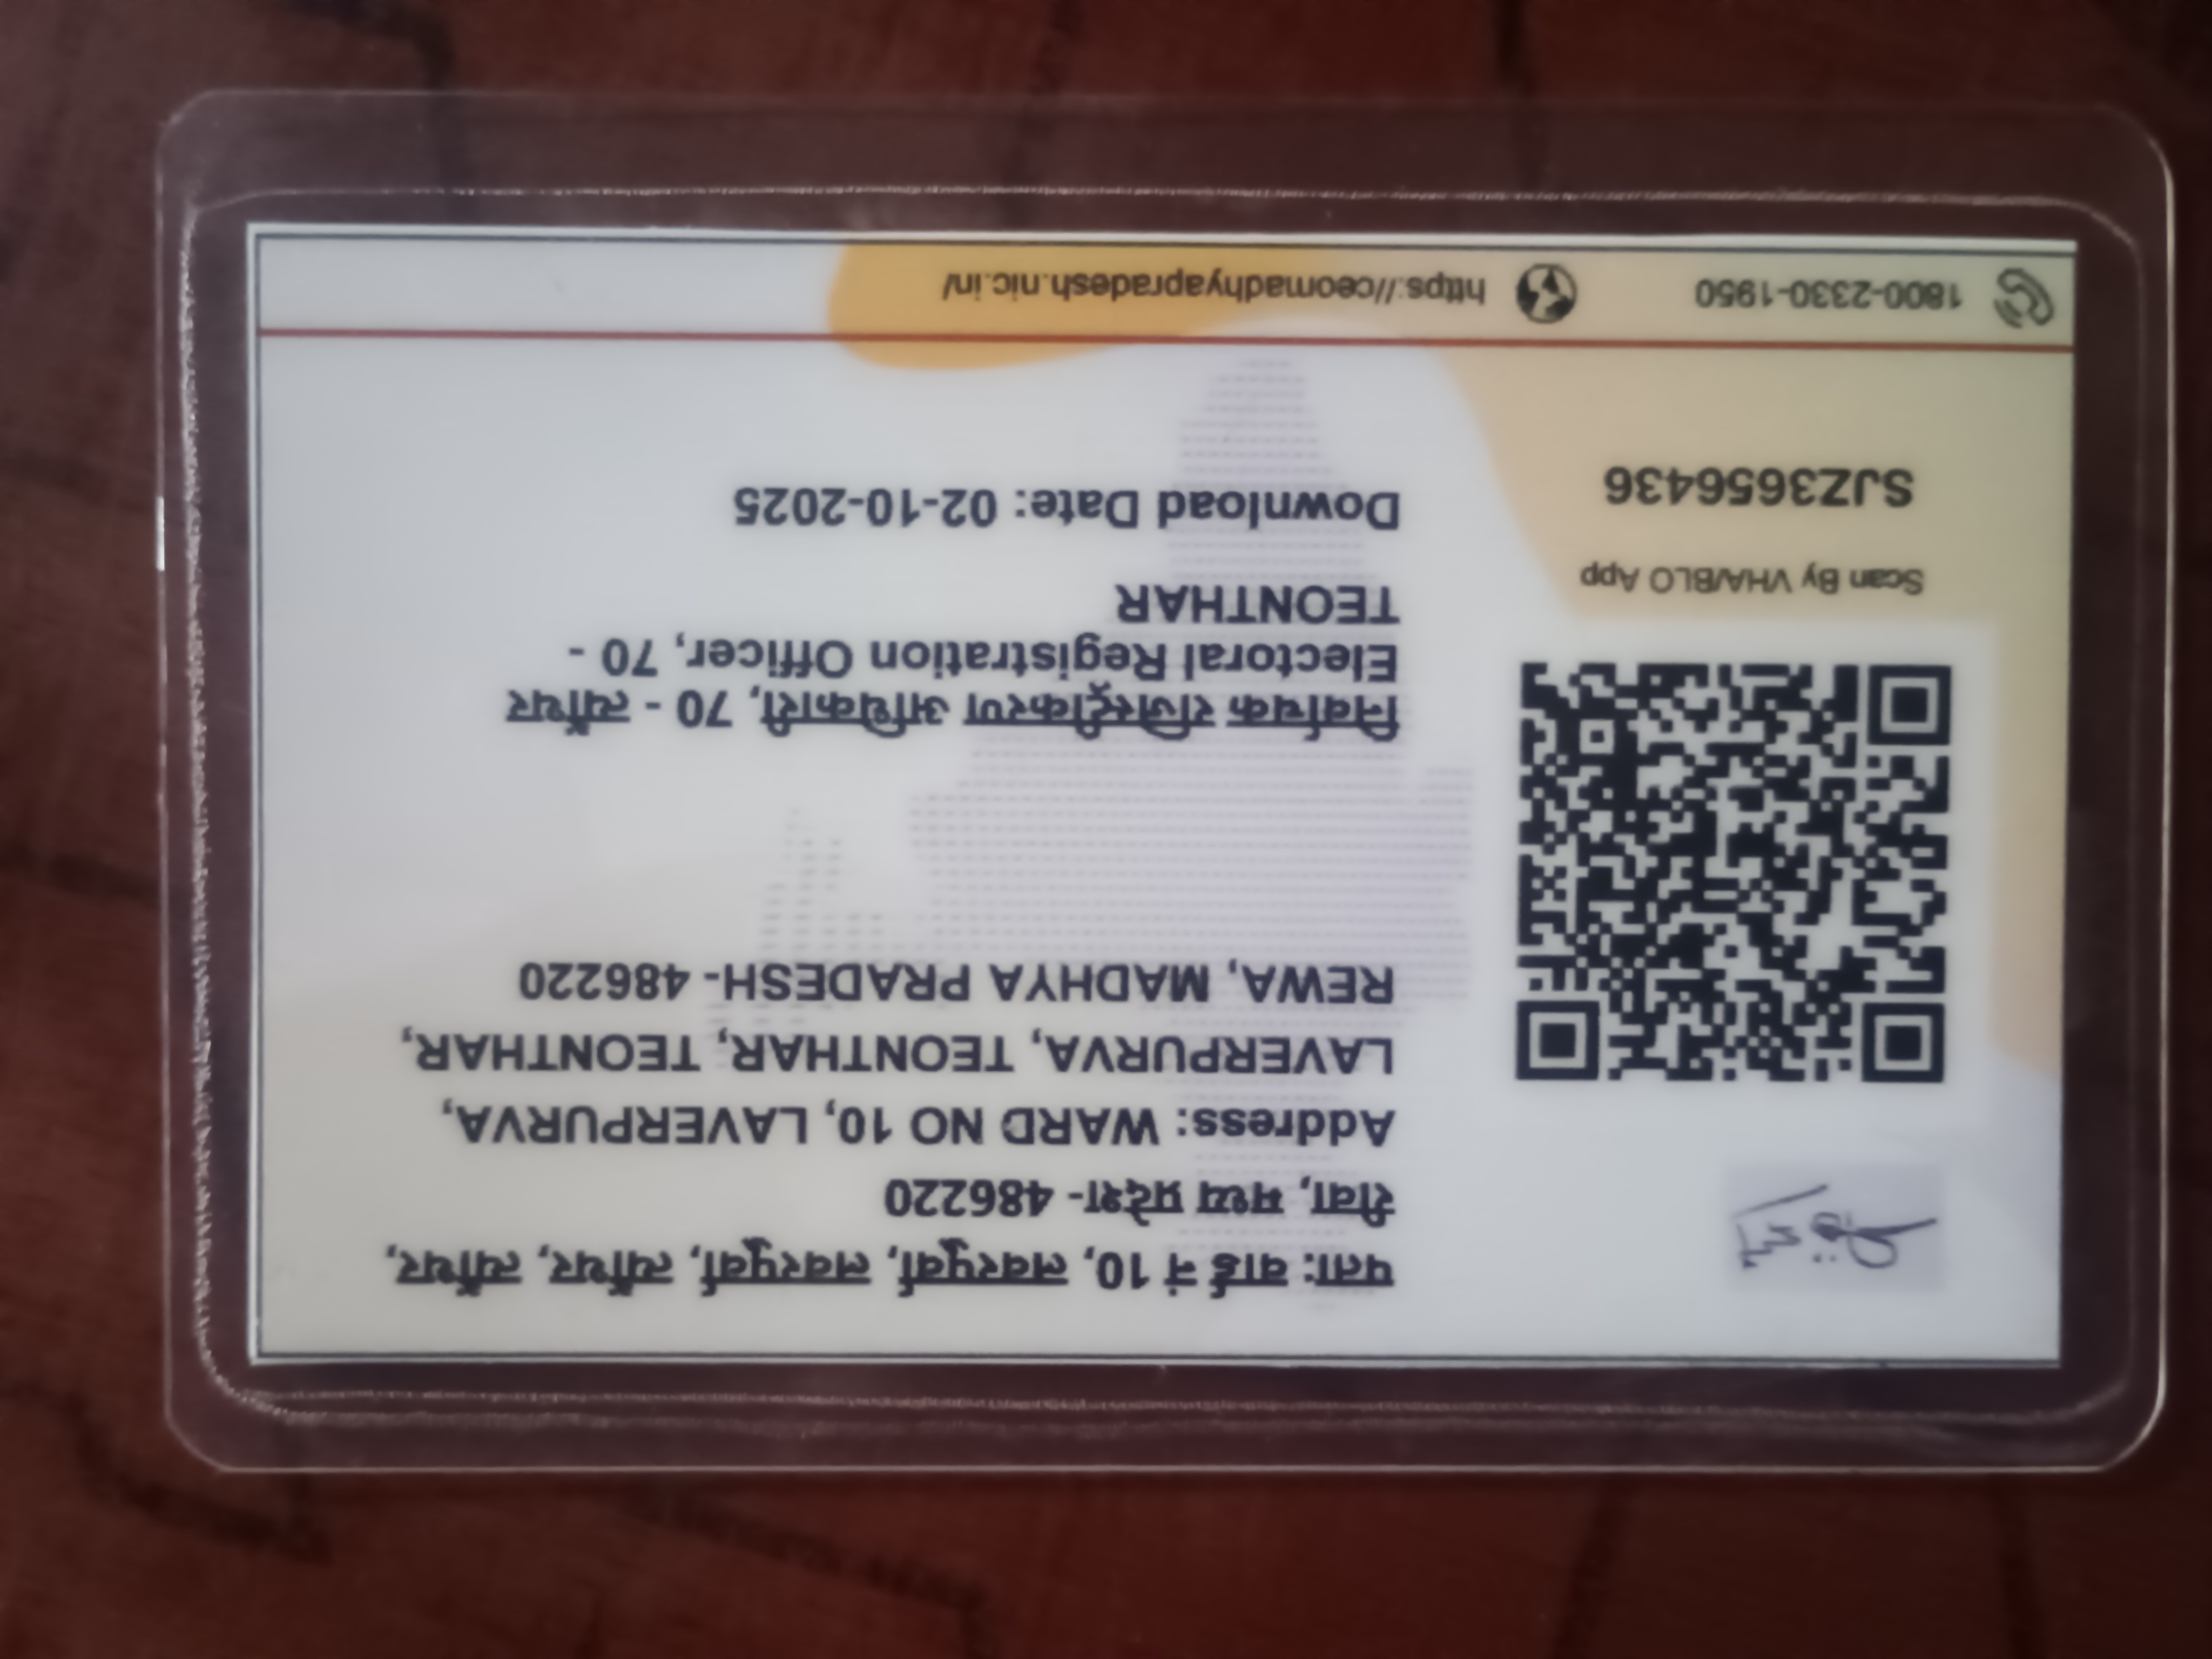 पता: वार्ड नं 10, लवरपुर्वा, लवरपुर्वा, त्योंथर, त्योंथर,
रीवा, मध्य प्रदेश- 486220
Address: WARD NO 10, LAVERPURVA,
LAVERPURVA, TEONTHAR, TEONTHAR,
REWA, MADHYA PRADESH- 486220
निर्वाचक रजिस्ट्रीकरण अधिकारी, 70 - त्योंथर
Electoral Registration Officer, 70 -
TEONTHAR
Download Date: 02-10-2025
Scan By VHA/BLO App
SJZ3656436
1800-2330-1950
https://ceomadhyapradesh.nic.in/